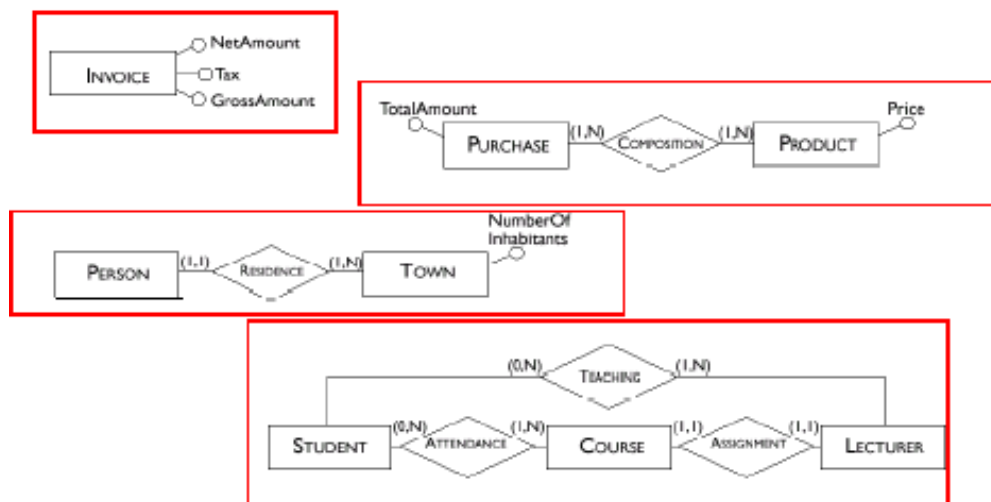 NetAmount
INVOICE
Tax
GrossAmount
TotalAmount
Price
PURCHASE
(1,N)
COMPOSITION
(1,N)
PRODUCT
NumberOf
Inhabitants
PERSON
(1,1)
RESIDENCE
(1,N)
TOWN
(0,N)
TEACHING
(1,N)
STUDENT
(0,N)
ATTENDANCE
(1,N)
COURSE
(1,1)
ASSIGNMENT
(1,1)
LECTURER